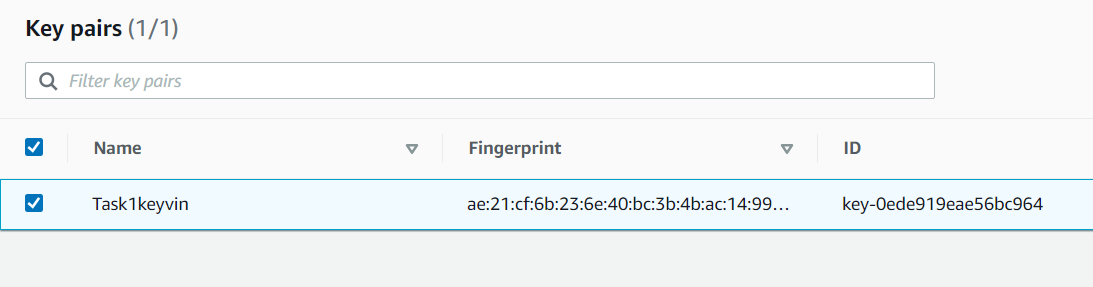 Key pairs (1/1)
Filter key pairs
Name Fingerprint ID
Task1keyvin ae:21:cf:6b:23:6e:40:bc:3b:4b:ac:14:99... key-0ede919eae56bc964